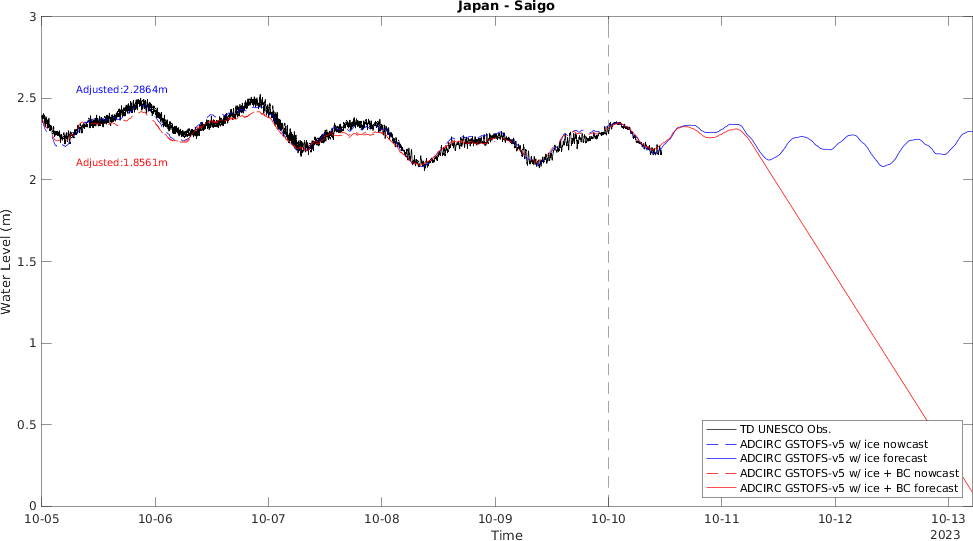 Japan - Saigo
3
2.5
2
1.5
1
0.5
0
Water Level (m)
Adjusted:2.2864m
Adjusted:1.8561m
TD UNESCO Obs.
ADCIRC GSTOFS-v5 w/ ice nowcast
ADCIRC GSTOFS-v5 w/ ice forecast
ADCIRC GSTOFS-v5 w/ ice + BC nowcast
ADCIRC GSTOFS-v5 w/ ice + BC forecast
10-05 10-06 10-07 10-08 10-09 10-10 10-11 10-12 10-13
Time 2023